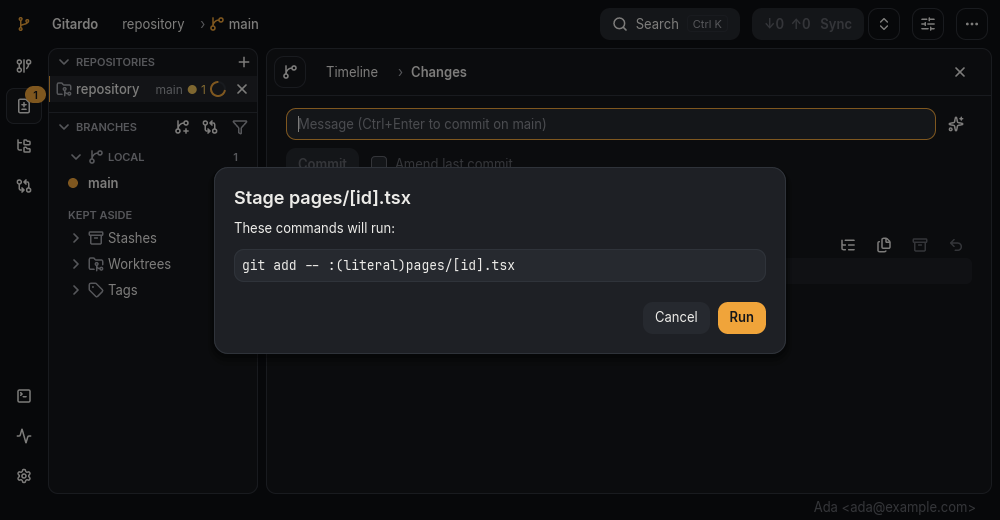 Gitardo repository main Search Ctrl K 0 0 Sync
REPOSITORIES
1
repository main 1
BRANCHES
LOCAL 1
main
KEPT ASIDE
Stashes
Worktrees
Tags
Timeline Changes
Message (Ctrl+Enter to commit on main)
Commit Amend last commit
Stage pages/[id].tsx
These commands will run:
git add -- :(literal)pages/[id].tsx
Cancel Run
Ada <ada@example.com>